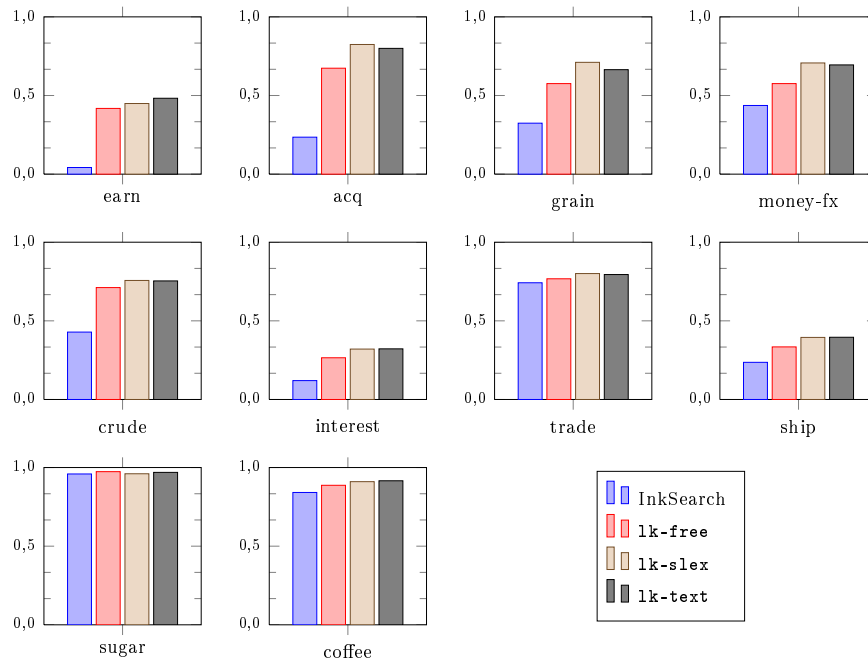 1,0 1,0 1,0 1,0
0,5 0,5 0,5 0,5
0,0 0,0 0,0 0,0
earn acq grain money-fx
1,0 1,0 1,0 1,0
0,5 0,5 0,5 0,5
0,0 0,0 0,0 0,0
crude interest trade ship
1,0 1,0
0,5 0,5
0,0 0,0
sugar coffee
InkSearch
lk-free
lk-slex
lk-text